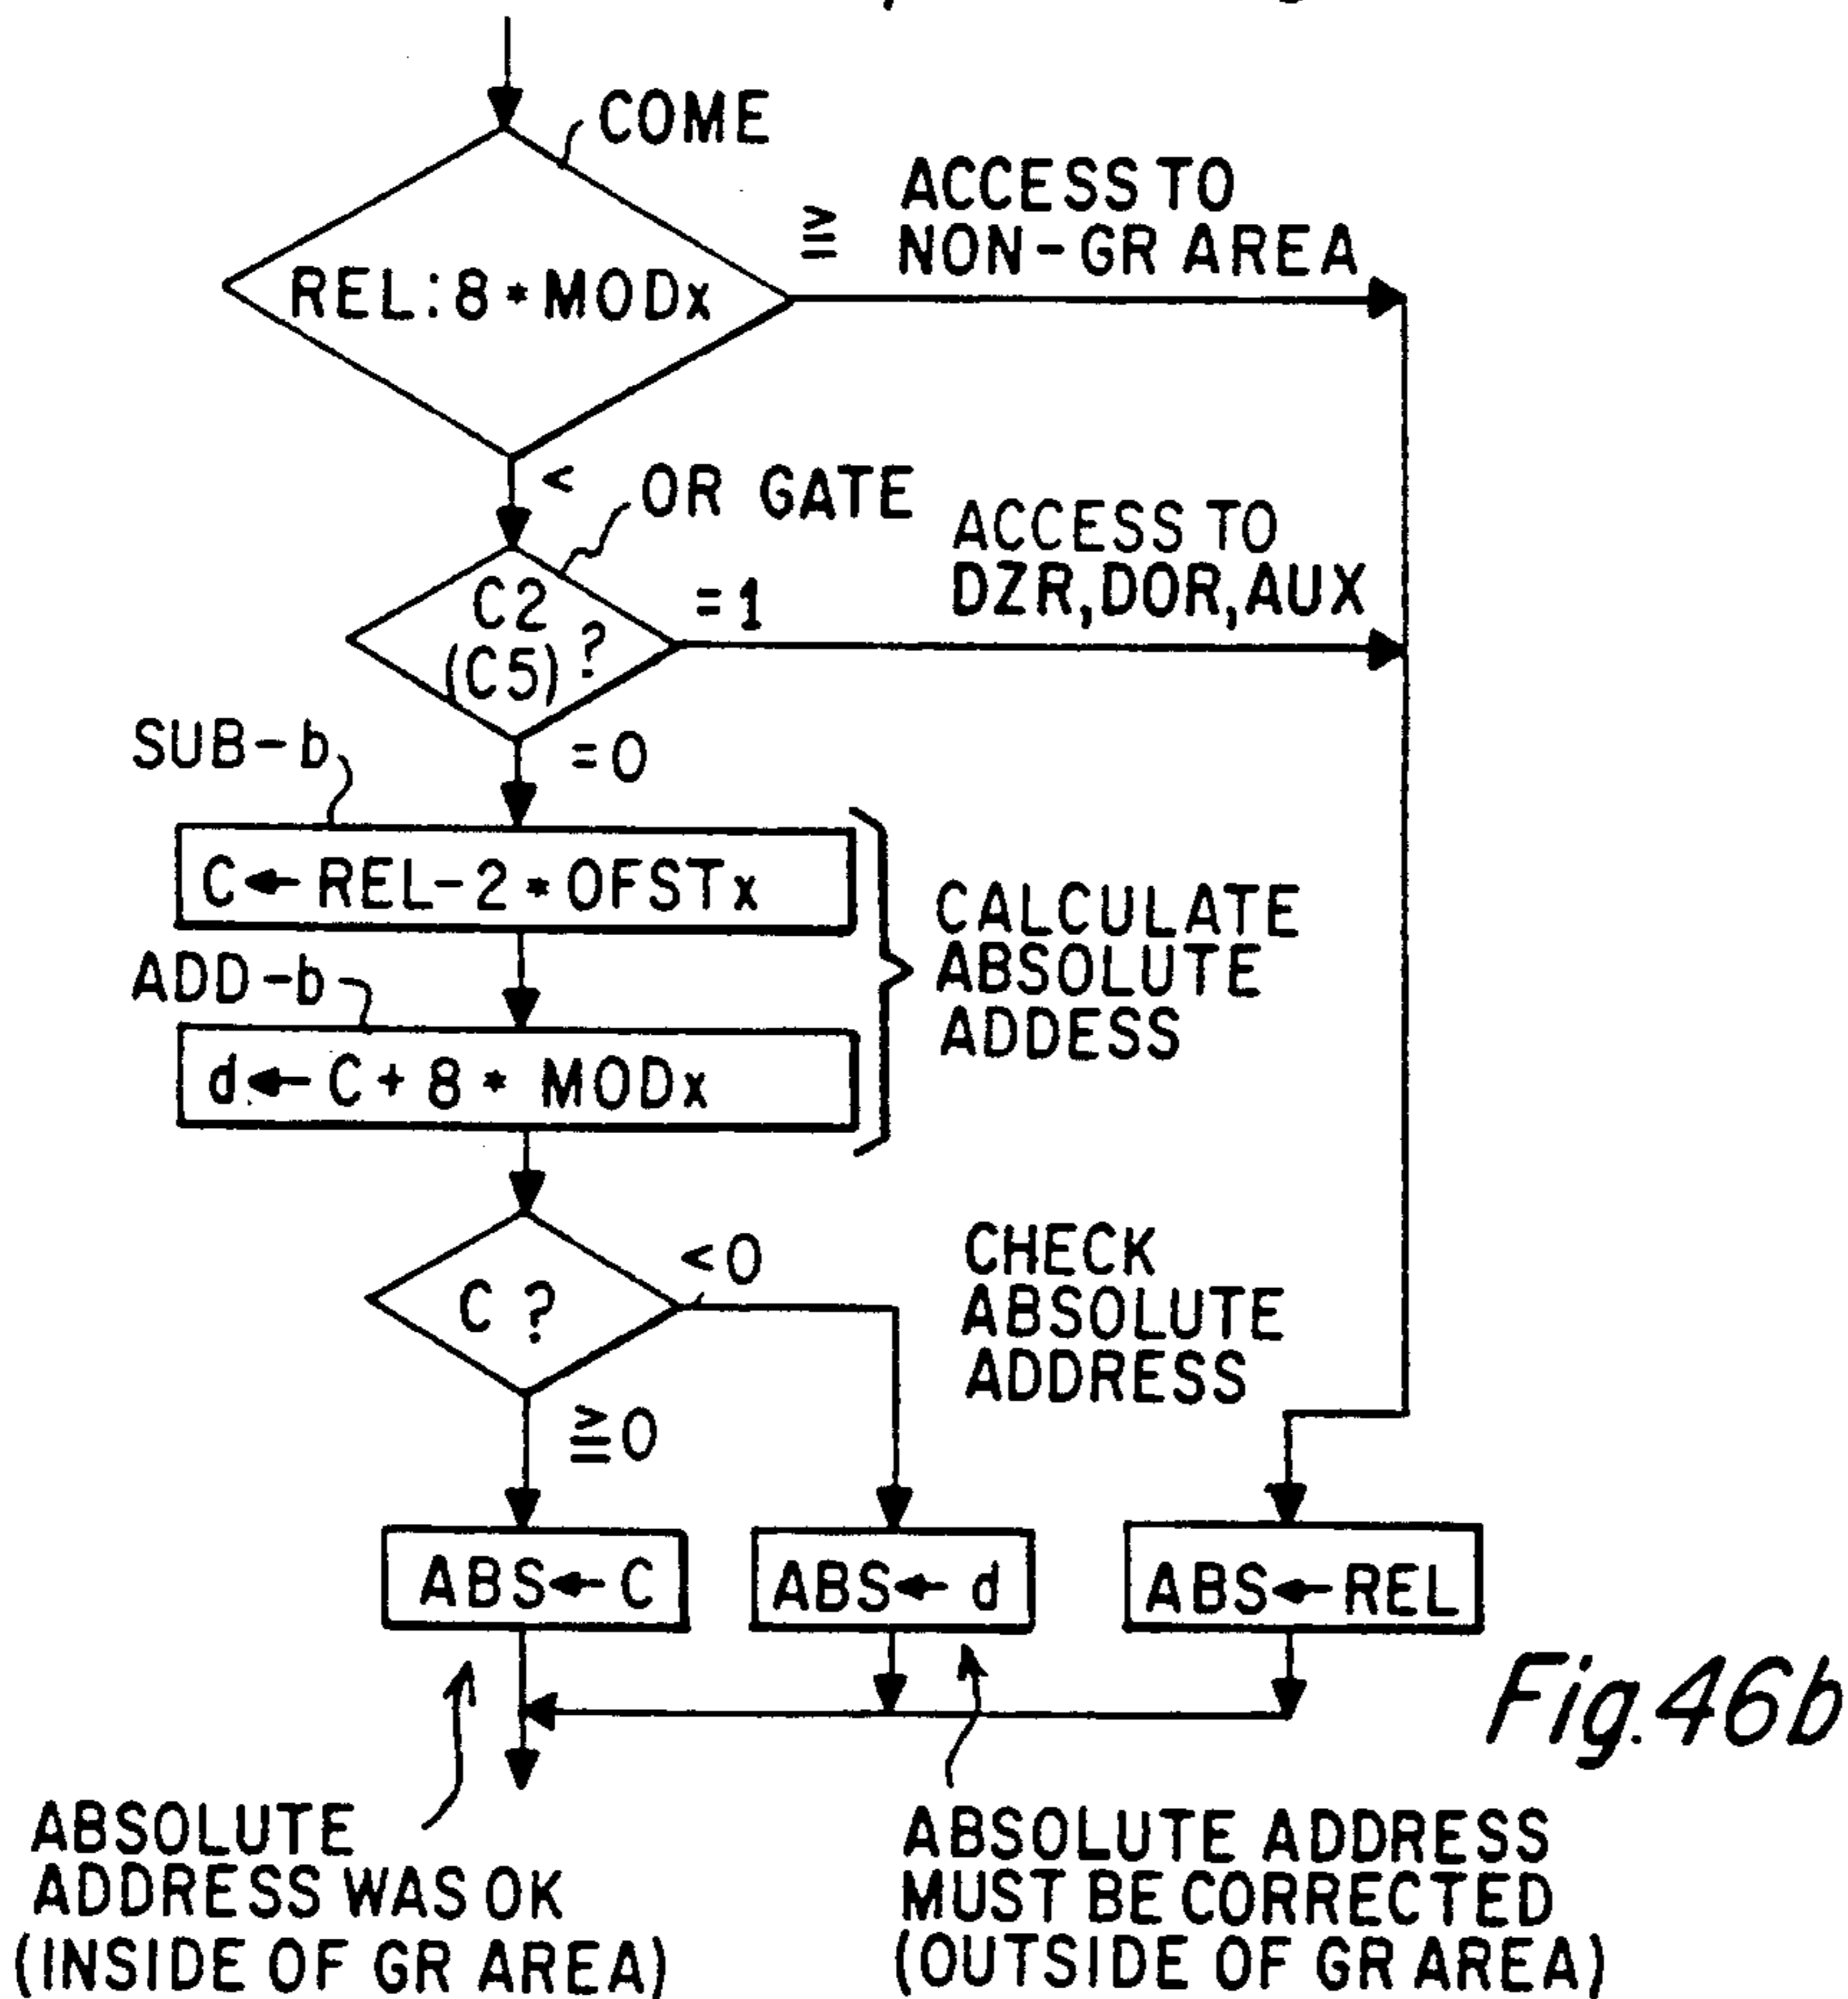 COME
ACCESS TO
NON-GR AREA
≧
REL:8*MODx
<
OR GATE
ACCESS TO
DZR,DOR,AUX
C2
(C5)?
=1
SUB-b
=0
C←REL-2*OFSTx
CALCULATE
ABSOLUTE
ADDESS
ADD-b
d←C+8* MODx
C ?
<0
CHECK
ABSOLUTE
ADDRESS
≧0
ABS←C
ABS←d
ABS←REL
Fig.46b
ABSOLUTE
ADDRESS WAS OK
(INSIDE OF GR AREA)
ABSOLUTE ADDRESS
MUST BE CORRECTED
(OUTSIDE OF GR AREA)